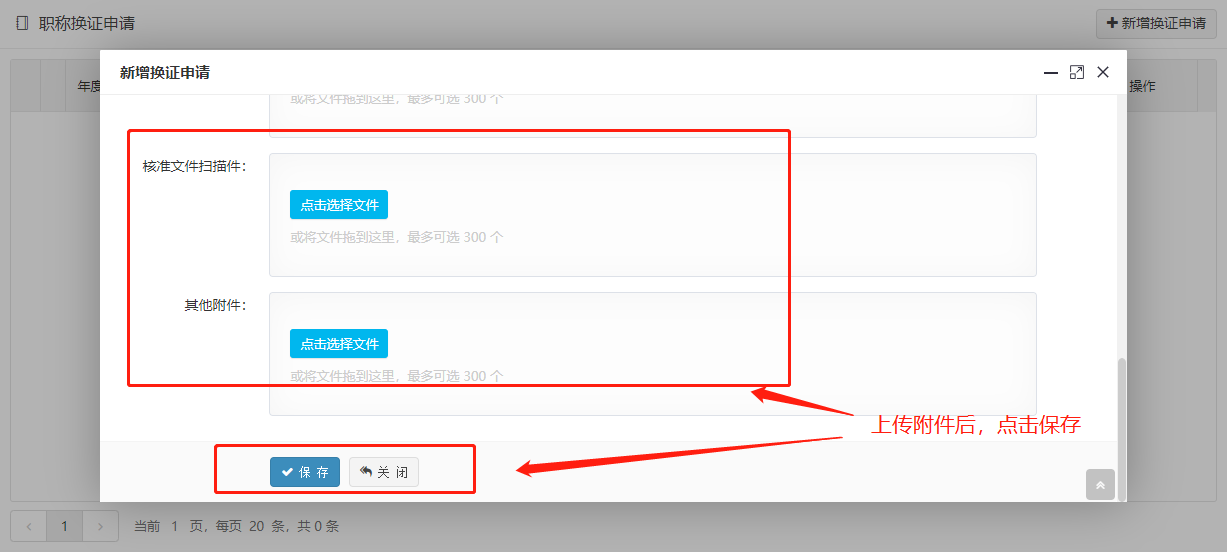 职称换证申请
新增换证申请
年度
操作
新增换证申请
或将文件拖到这里，最多可选 300 个
核准文件扫描件：
点击选择文件
或将文件拖到这里，最多可选 300 个
其他附件：
点击选择文件
或将文件拖到这里，最多可选 300 个
上传附件后，点击保存
保 存
关 闭
1
当前 1 页，每页 20 条，共 0 条